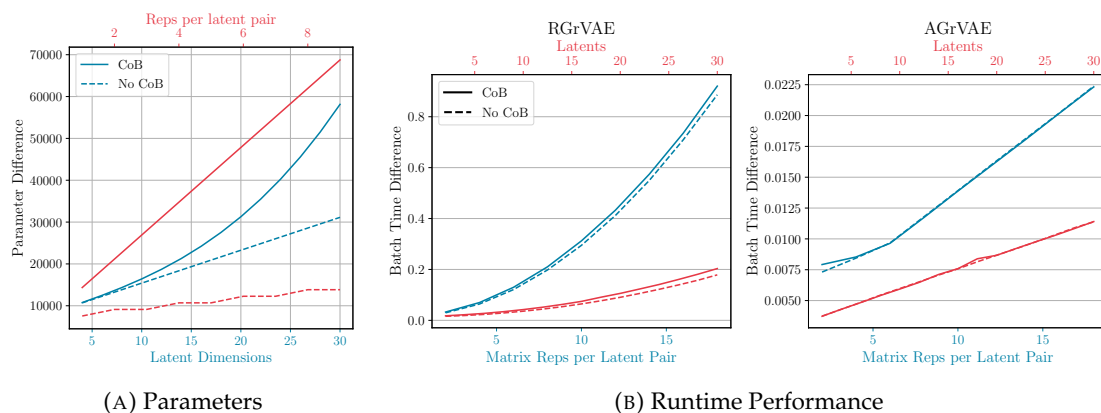 Reps per latent pair
2 4 6 8
70000
60000
50000
40000
30000
20000
10000
Parameter Difference
CoB
No CoB
5 10 15 20 25 30
Latent Dimensions
(A) Parameters
RGrVAE
Latents
5 10 15 20 25 30
0.8
0.6
0.4
0.2
0.0
Batch Time Difference
CoB
No CoB
5 10 15
Matrix Reps per Latent Pair
AGrVAE
Latents
5 10 15 20 25 30
0.0225
0.0200
0.0175
0.0150
0.0125
0.0100
0.0075
0.0050
Batch Time Difference
5 10 15
Matrix Reps per Latent Pair
(B) Runtime Performance